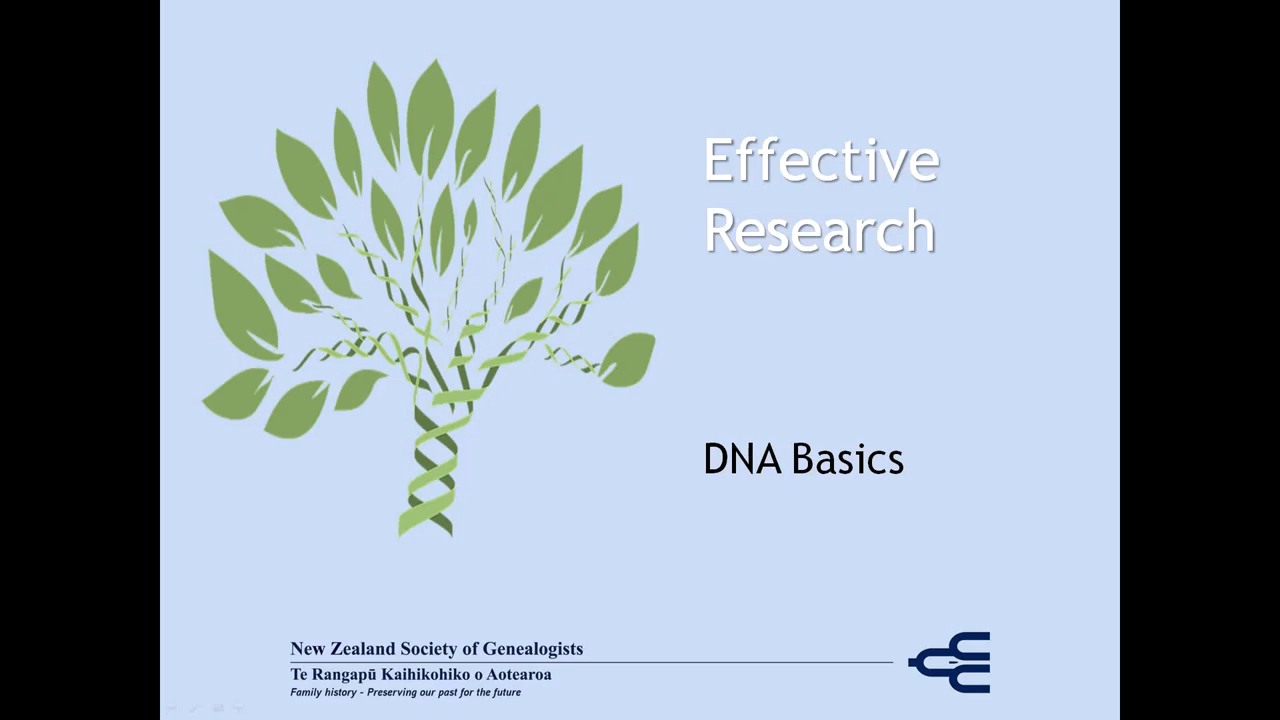 Effective
Research
DNA Basics
New Zealand Society of Genealogists
Te Rangapū Kaihikohiko o Aotearoa
Family history - Preserving our past for the future